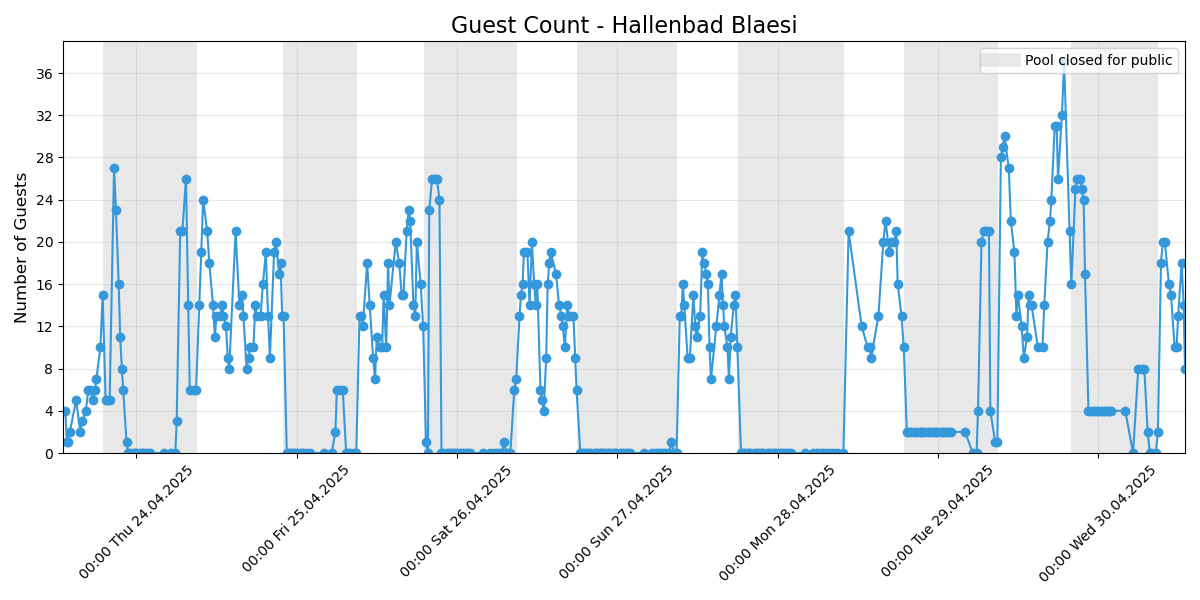 Guest Count - Hallenbad Blaesi
Pool closed for public
Number of Guests
36
32
28
24
20
16
12
8
4
0
00:00 Thu 24.04.2025
00:00 Fri 25.04.2025
00:00 Sat 26.04.2025
00:00 Sun 27.04.2025
00:00 Mon 28.04.2025
00:00 Tue 29.04.2025
00:00 Wed 30.04.2025